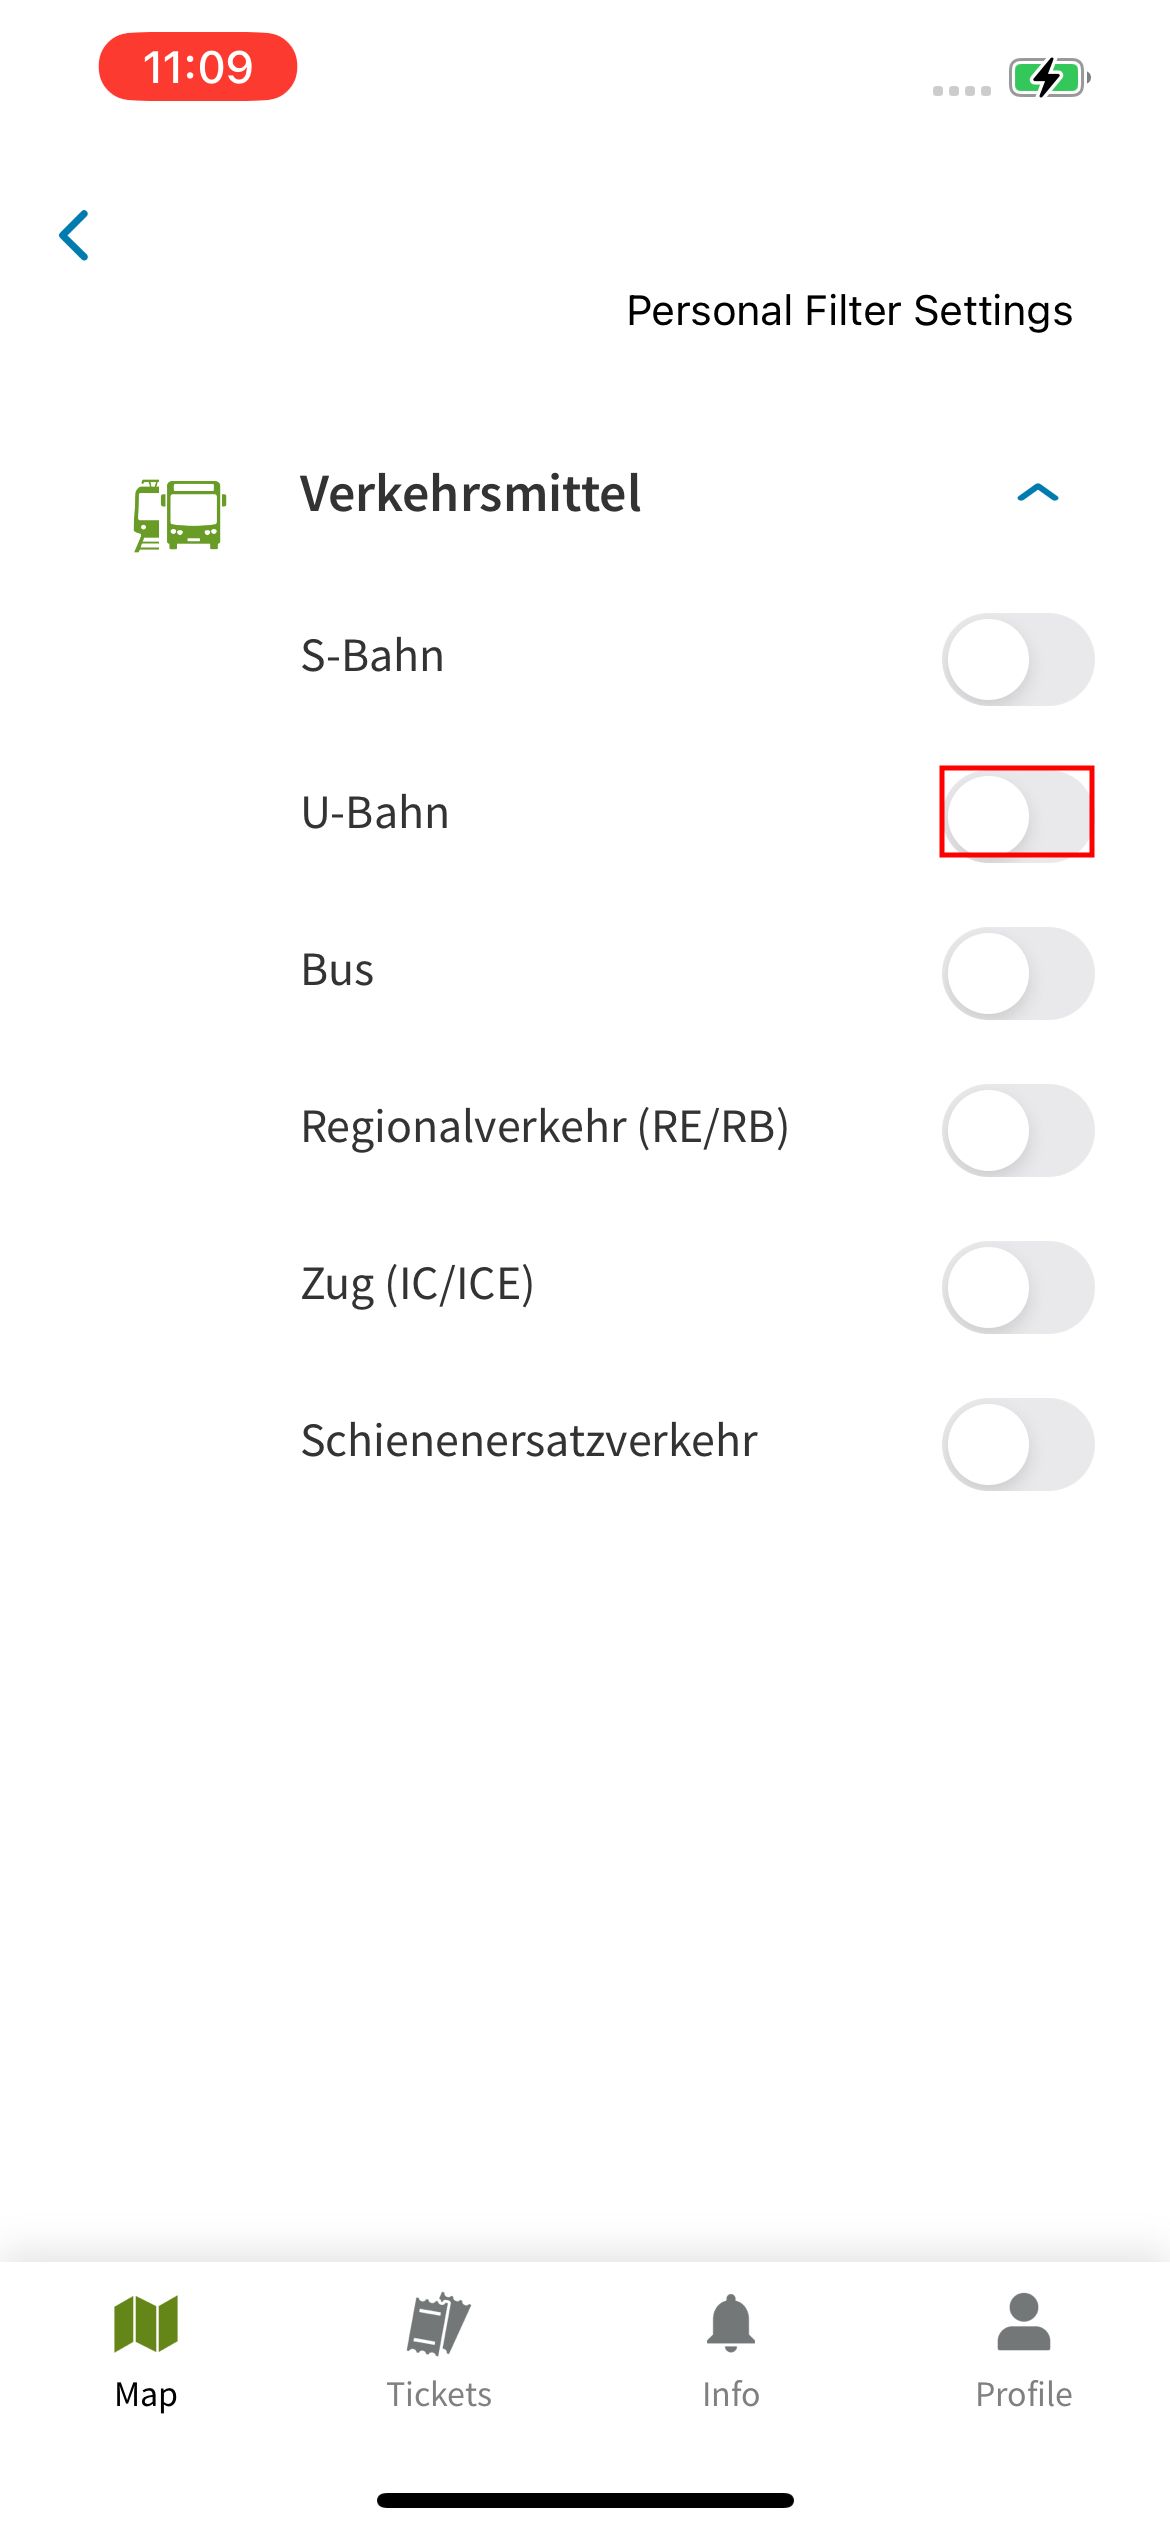 11:09
Personal Filter Settings
Verkehrsmittel
S-Bahn
U-Bahn
Bus
Regionalverkehr (RE/RB)
Zug (IC/ICE)
Schienenersatzverkehr
Map
Tickets
Info
Profile